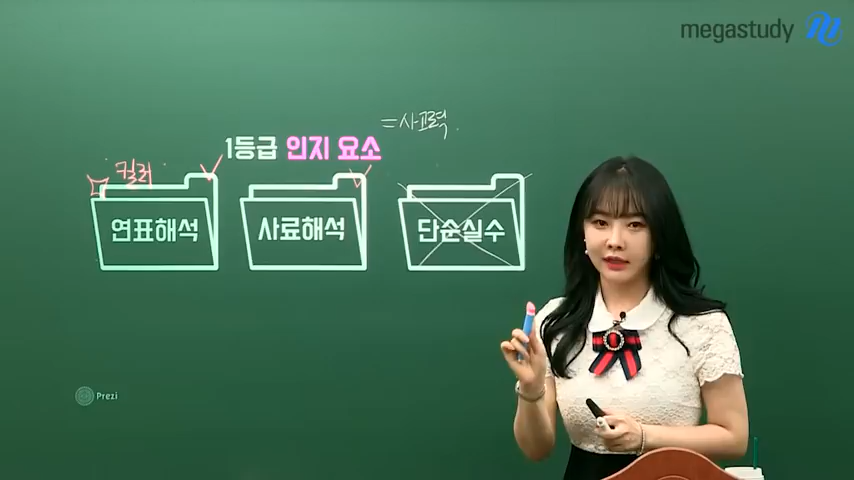 megastudy
=사고력
1등급 인지 요소
킬러
연표해석
사료해석
단순실수
Prezi